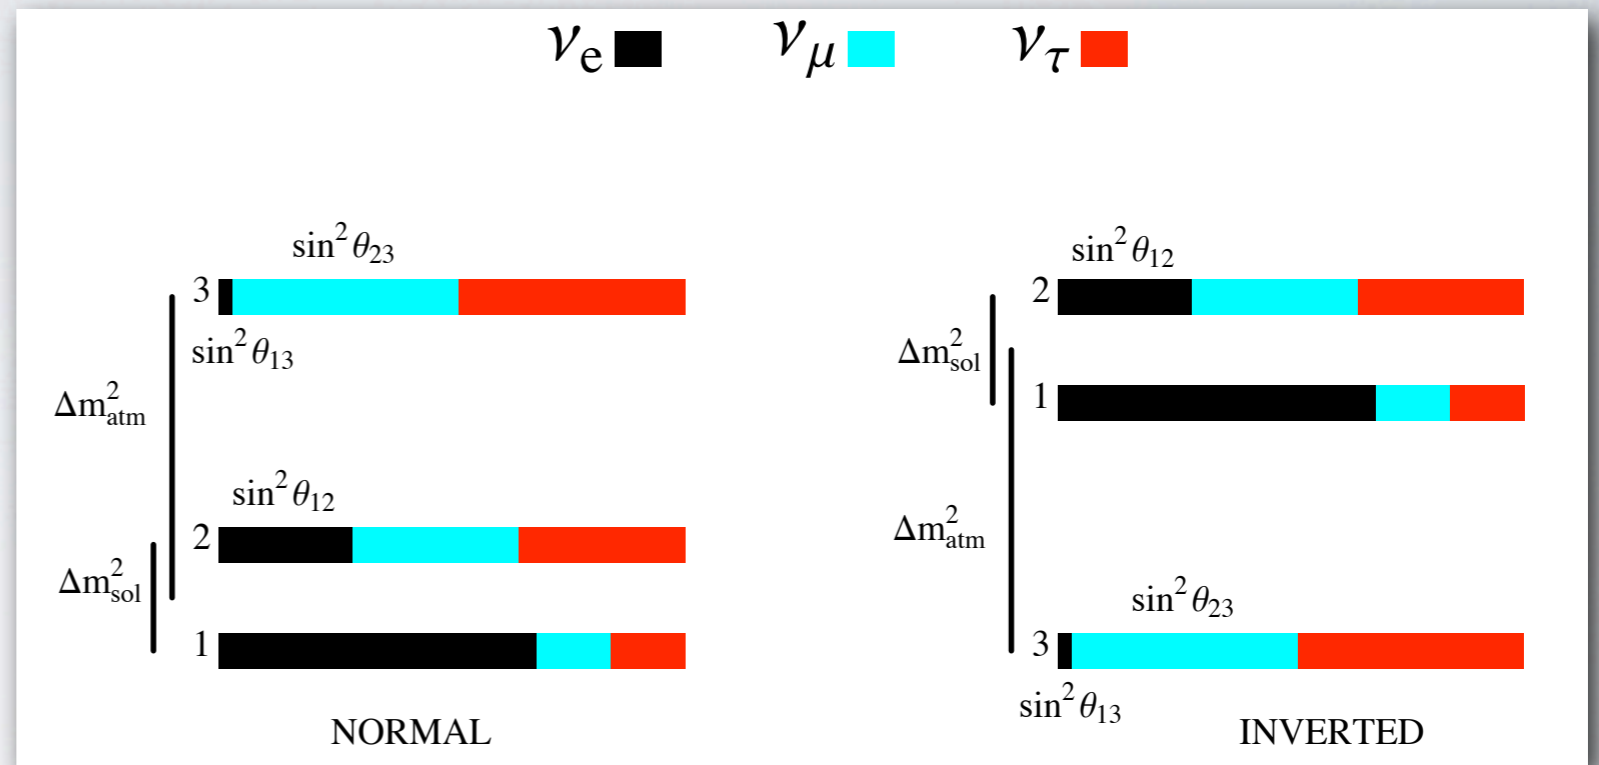 νe νμ ντ
sin²θ23
3
sin²θ13
Δm²atm
sin²θ12
2
Δm²sol
1
NORMAL
sin²θ12
2
Δm²sol
1
Δm²atm
sin²θ23
3
sin²θ13
INVERTED